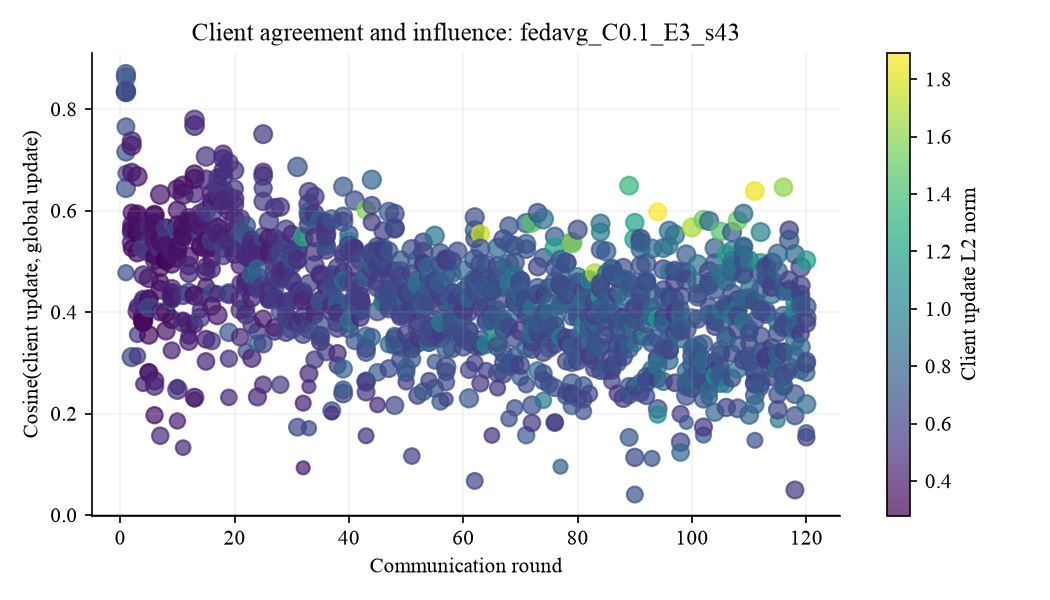 Client agreement and influence: fedavg_C0.1_E3_s43
Cosine(client update, global update)
0.8
0.6
0.4
0.2
0.0
0 20 40 60 80 100 120
Communication round
1.8
1.6
1.4
1.2
1.0
0.8
0.6
0.4
Client update L2 norm